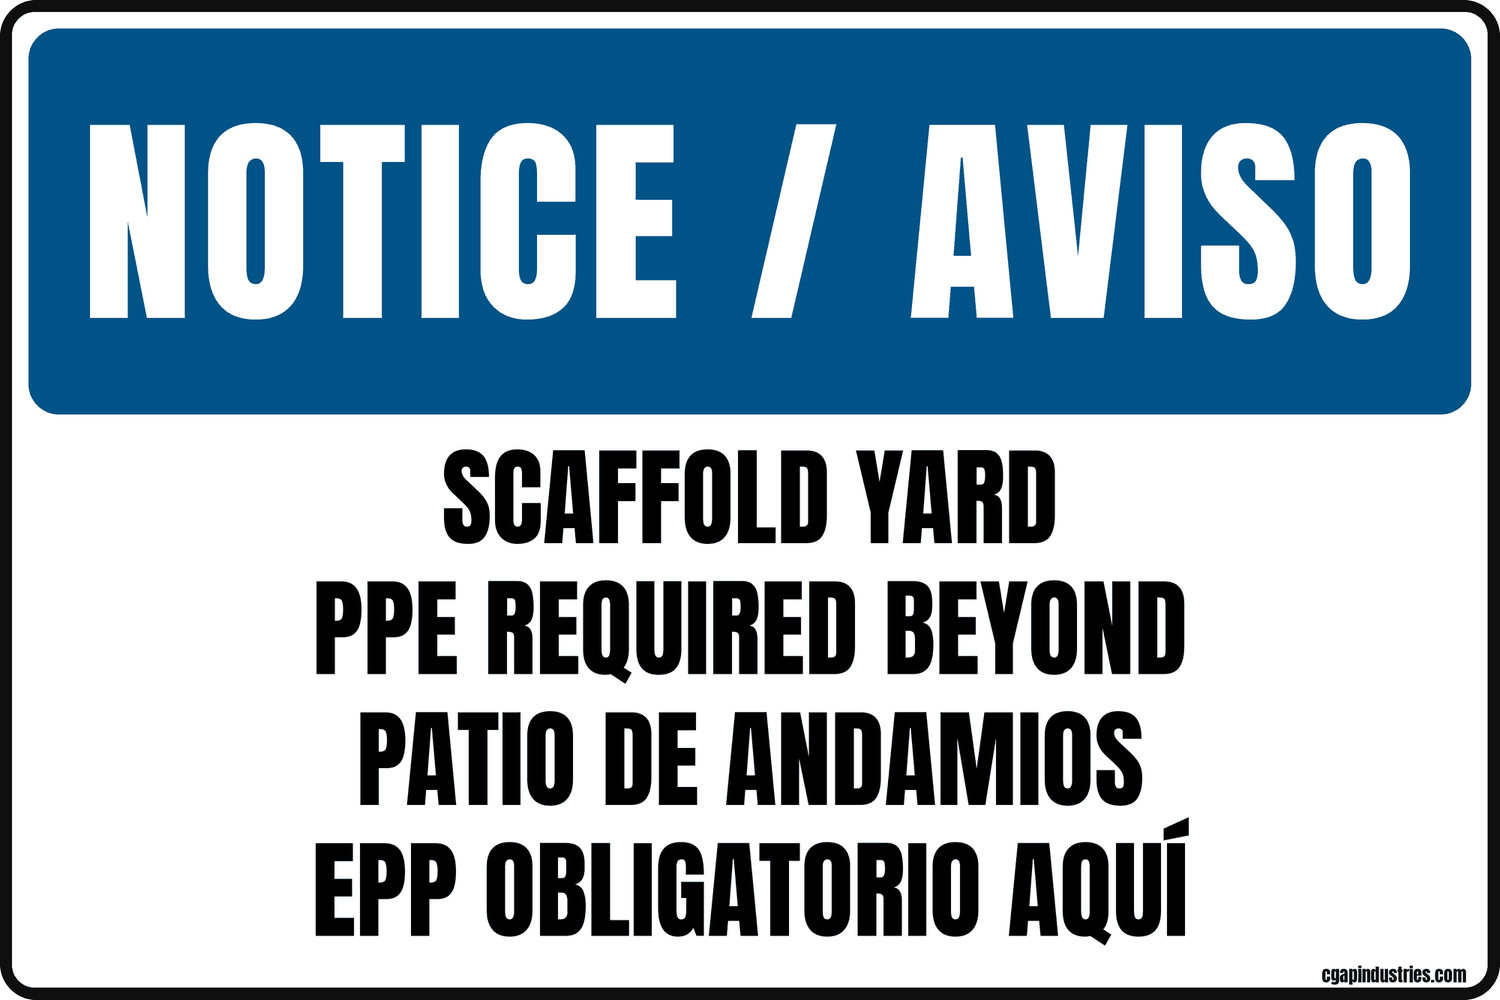 NOTICE / AVISO
SCAFFOLD YARD
PPE REQUIRED BEYOND
PATIO DE ANDAMIOS
EPP OBLIGATORIO AQUÍ
cgapindustries.com